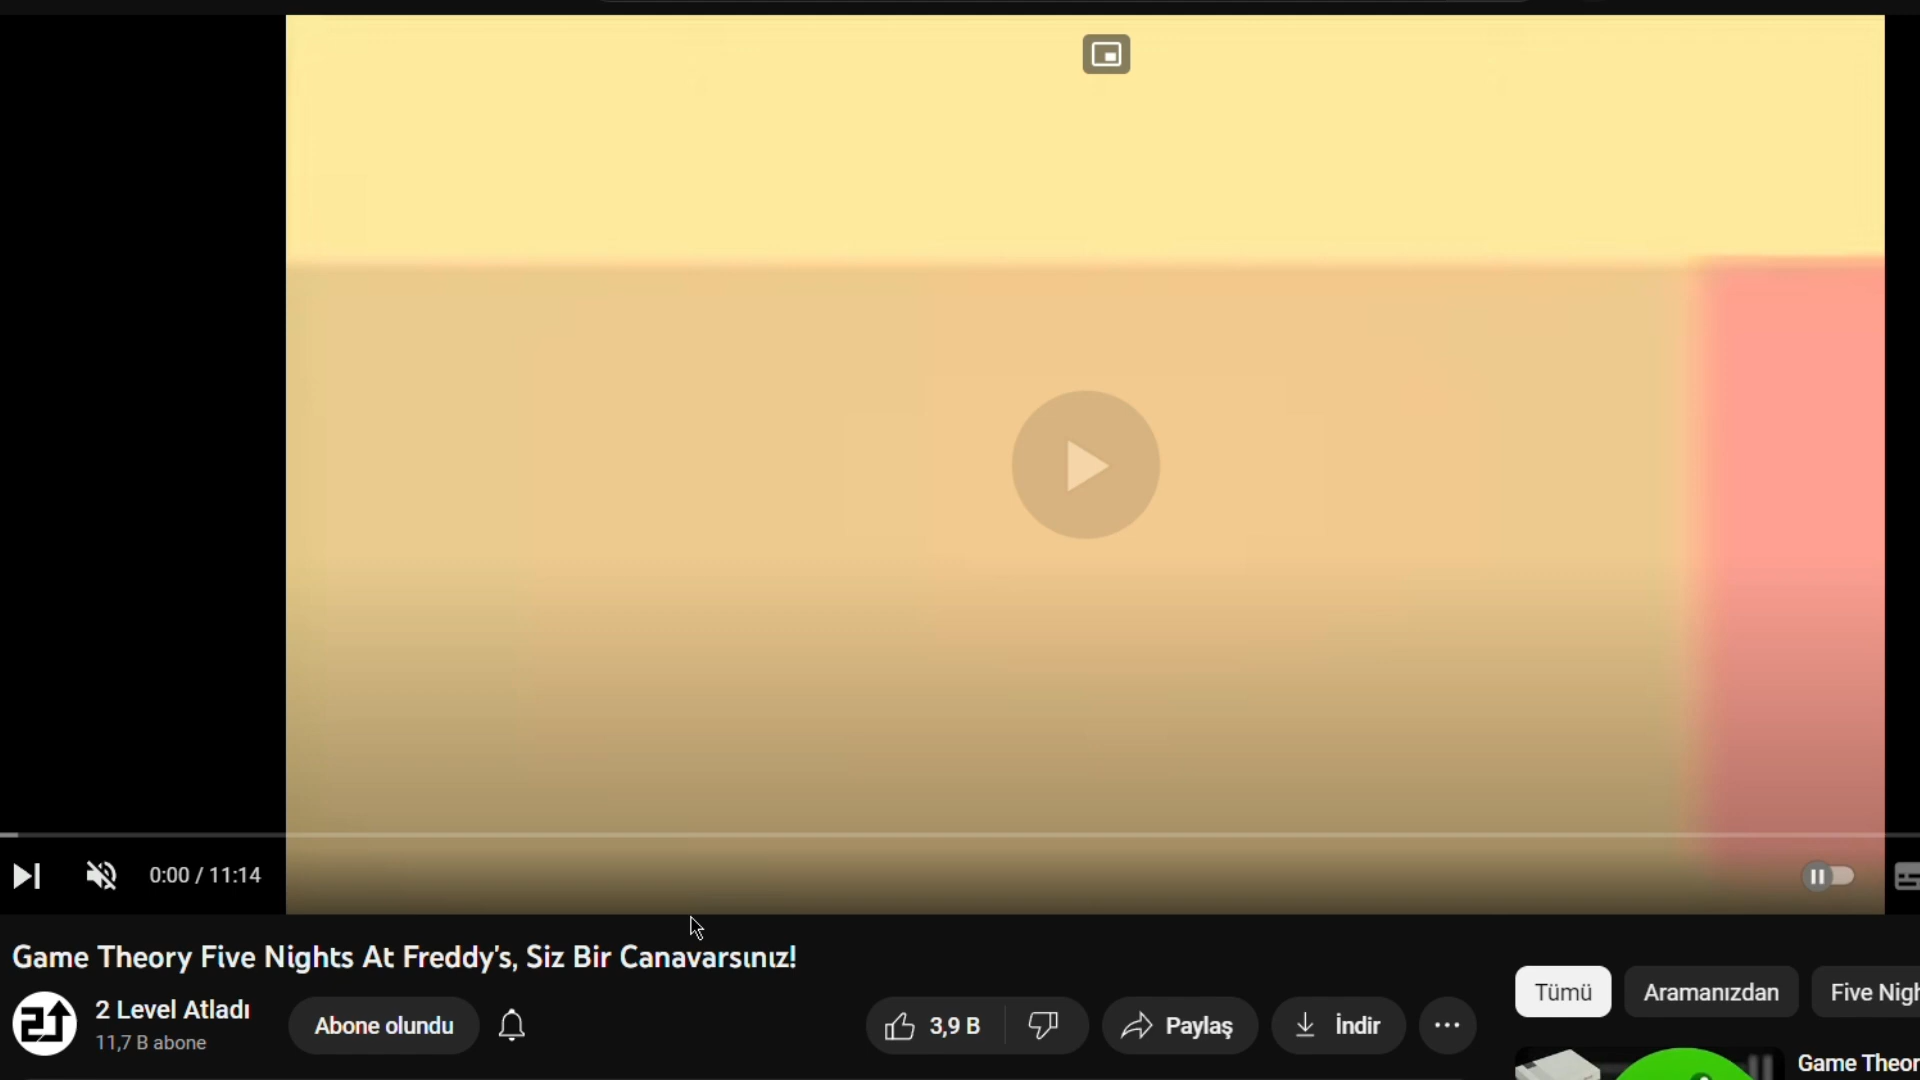 0:00 / 11:14
Game Theory Five Nights At Freddy's, Siz Bir Canavarsınız!
2 Level Atladı
11,7 B abone
Abone olundu
3,9 B
Paylaş
İndir
Tümü
Aramanızdan
Five Nigh
Game Theor